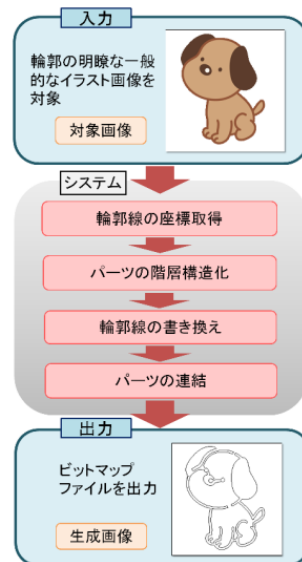 入力
輪郭の明瞭な一般
的なイラスト画像を
対象
対象画像
システム
輪郭線の座標取得
パーツの階層構造化
輪郭線の書き換え
パーツの連結
出力
ビットマップ
ファイルを出力
生成画像